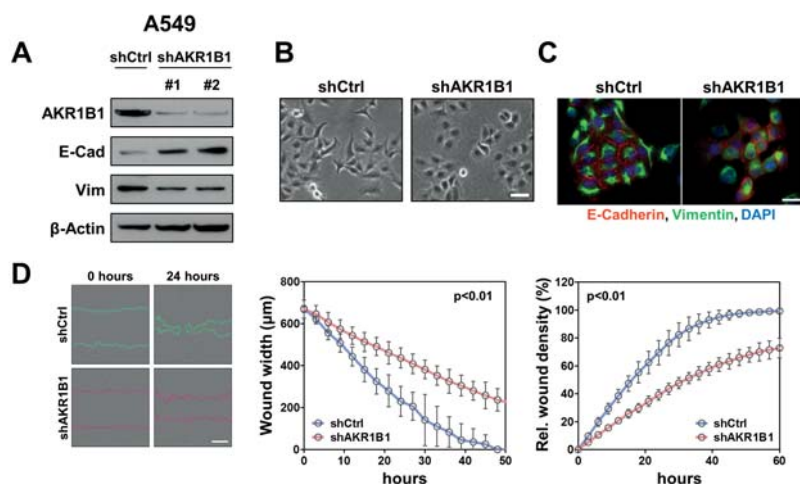 A549
A
shCtrl shAKR1B1
#1 #2
AKR1B1
E-Cad
Vim
β-Actin
B
shCtrl shAKR1B1
C
shCtrl shAKR1B1
E-Cadherin, Vimentin, DAPI
D
0 hours 24 hours
shCtrl
shAKR1B1
Wound width (μm)
800
600
400
200
0
p<0.01
shCtrl
shAKR1B1
0 10 20 30 40 50
hours
Rel. wound density (%)
120
100
80
60
40
20
0
p<0.01
shCtrl
shAKR1B1
0 20 40 60
hours